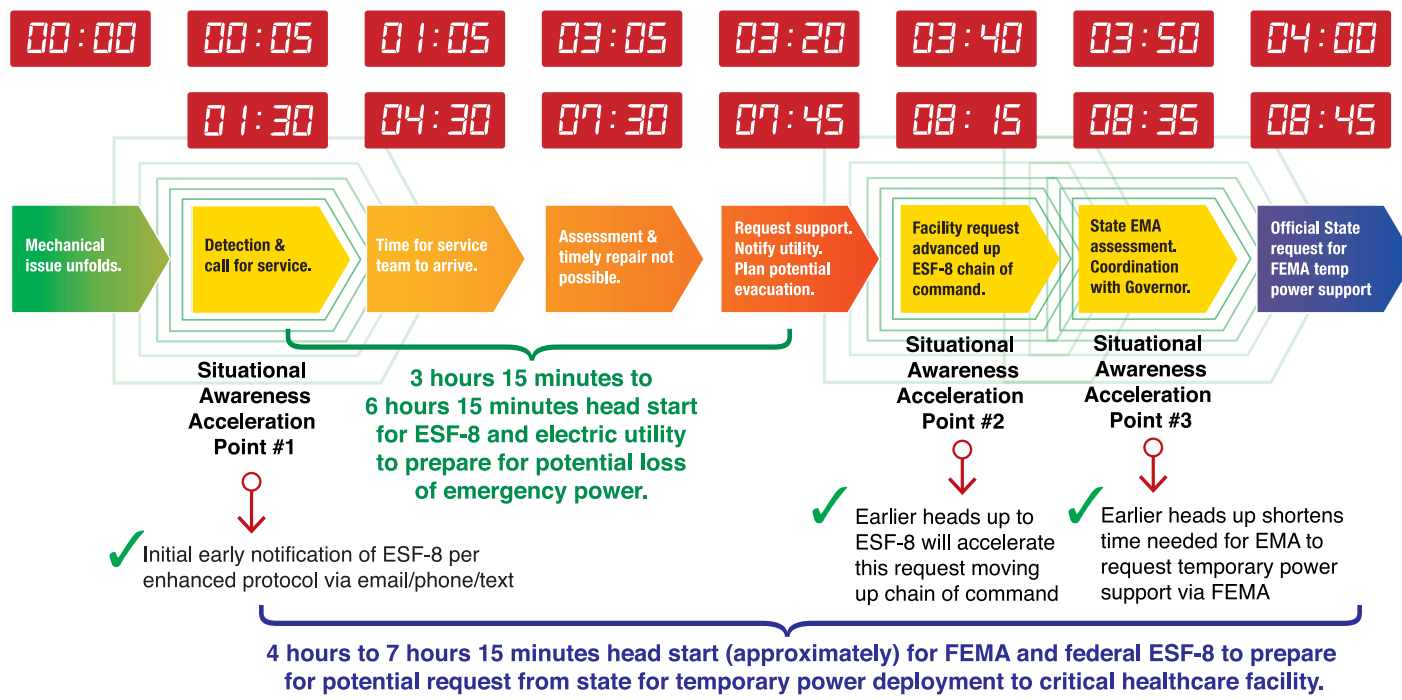 00:00
00:05
01:05
03:05
03:20
03:40
03:50
04:00
01:30
04:30
07:30
07:45
08:15
08:35
08:45
Mechanical
issue unfolds.
Detection &
call for service.
Time for service
team to arrive.
Assessment &
timely repair not
possible.
Request support.
Notify utility.
Plan potential
evacuation.
Facility request
advanced up
ESF-8 chain of
command.
State EMA
assessment.
Coordination
with Governor.
Official State
request for
FEMA temp
power support
Situational
Awareness
Acceleration
Point #1
3 hours 15 minutes to
6 hours 15 minutes head start
for ESF-8 and electric utility
to prepare for potential loss
of emergency power.
Situational
Awareness
Acceleration
Point #2
Situational
Awareness
Acceleration
Point #3
Initial early notification of ESF-8 per
enhanced protocol via email/phone/text
Earlier heads up to
ESF-8 will accelerate
this request moving
up chain of command
Earlier heads up shortens
time needed for EMA to
request temporary power
support via FEMA
4 hours to 7 hours 15 minutes head start (approximately) for FEMA and federal ESF-8 to prepare
for potential request from state for temporary power deployment to critical healthcare facility.